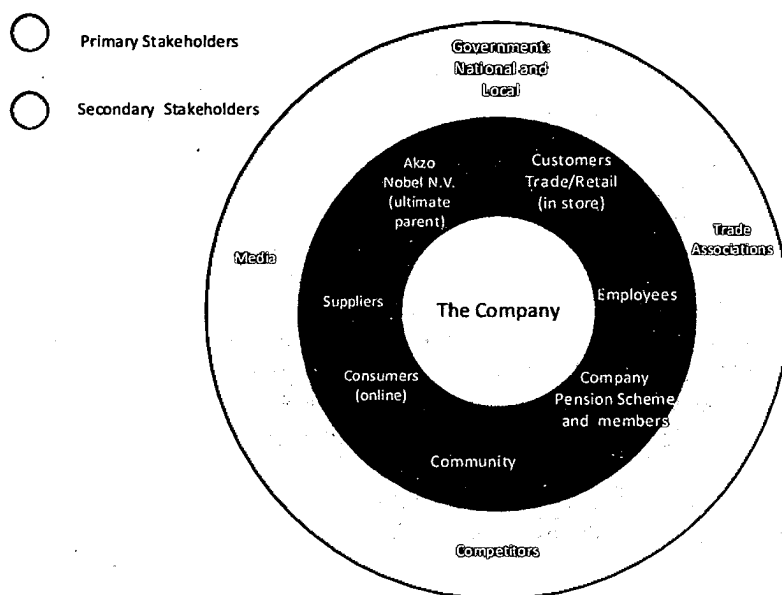 Primary Stakeholders
Secondary Stakeholders
Government:
National and
Local
Akzo
Nobel N.V.
(ultimate
parent)
Customers
Trade/Retail
(in store)
Media
Trade
Associations
Suppliers
The Company
Employees
Consumers
(online)
Company
Pension Scheme
and members
Community
Competitors